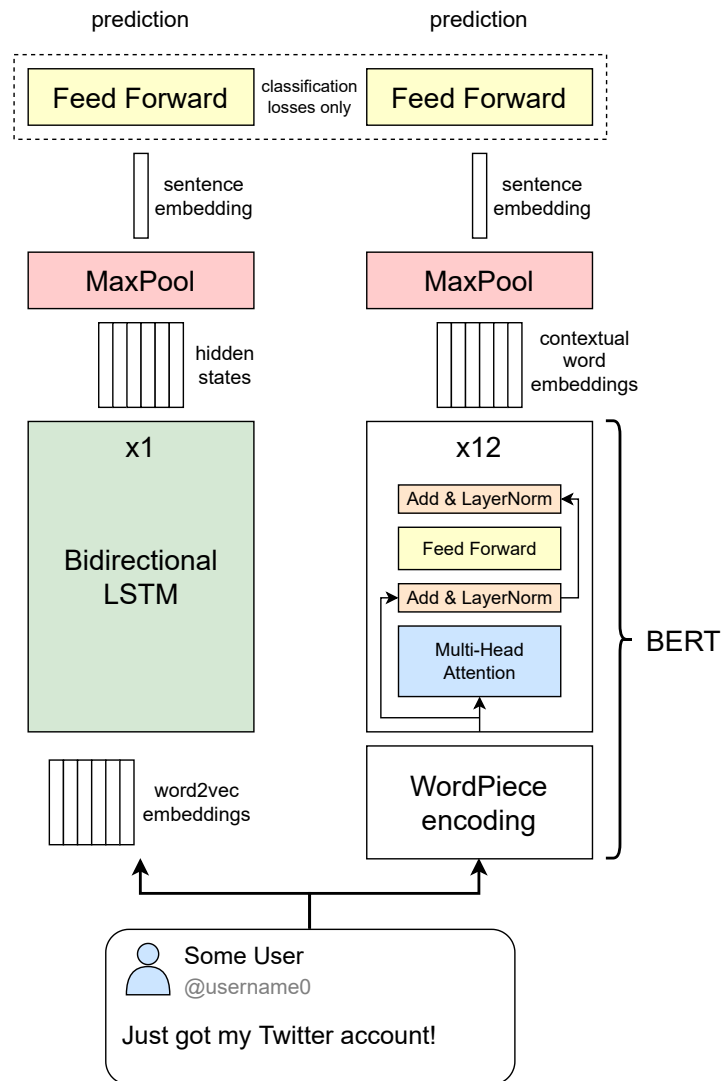 prediction
prediction
Feed Forward
classification
losses only
Feed Forward
sentence
embedding
sentence
embedding
MaxPool
MaxPool
hidden
states
contextual
word
embeddings
x1
x12
Bidirectional
LSTM
Add & LayerNorm
Feed Forward
Add & LayerNorm
Multi-Head
Attention
BERT
word2vec
embeddings
WordPiece
encoding
Some User
@username0
Just got my Twitter account!